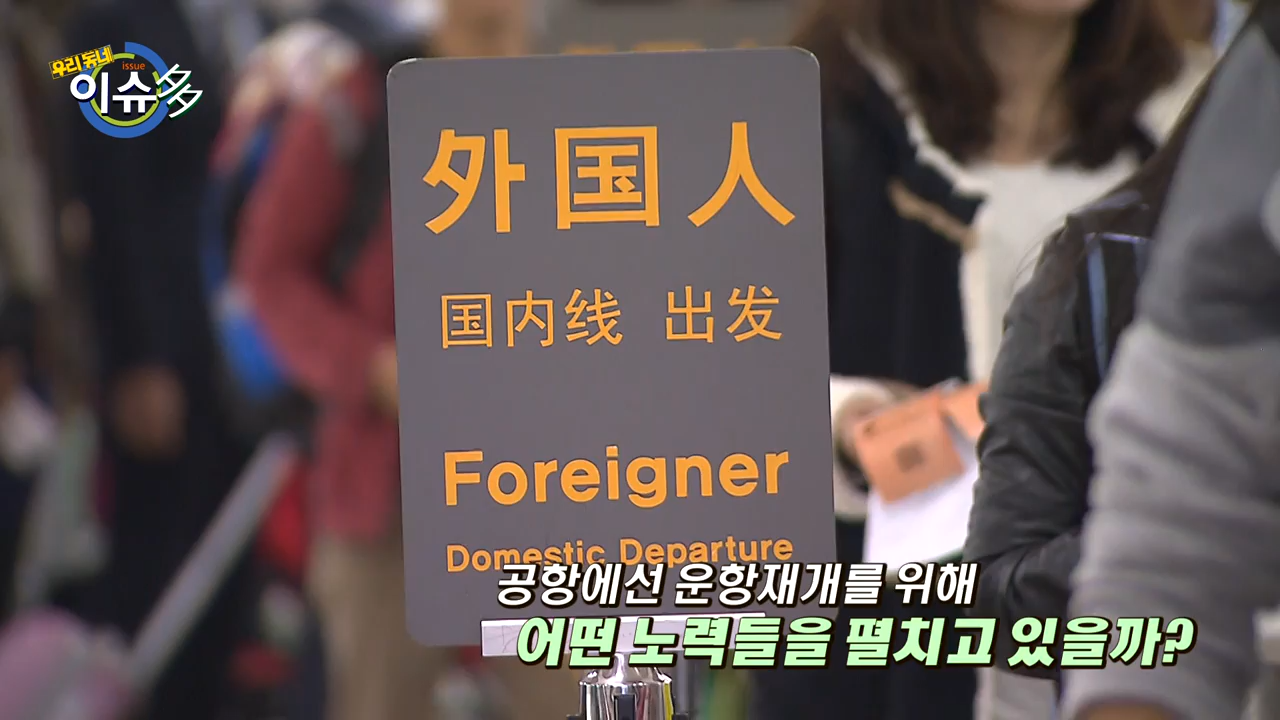 우리 동네
issue
이슈多
外国人
国内线 出发
Foreigner
Domestic Departure
공항에선 운항재개를 위해
어떤 노력들을 펼치고 있을까?